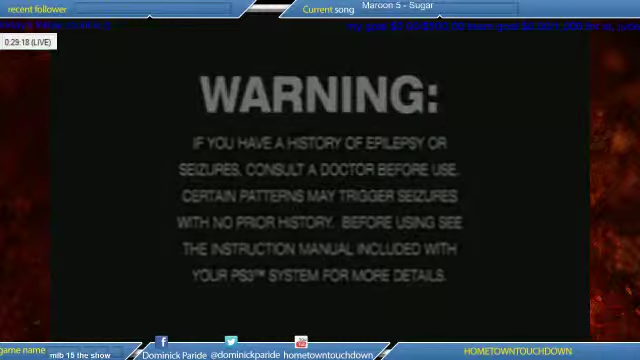 recent follower
Current song
Maroon 5 - Sugar
0:29:18 (LIVE)
WARNING:
IF YOU HAVE A HISTORY OF EPILEPSY OR
SEIZURES, CONSULT A DOCTOR BEFORE USE.
CERTAIN PATTERNS MAY TRIGGER SEIZURES
WITH NO PRIOR HISTORY. BEFORE USING SEE
THE INSTRUCTION MANUAL INCLUDED WITH
YOUR PS3™ SYSTEM FOR MORE DETAILS.
game name
mlb 15 the show
Dominick Paride @dominickparide hometowntouchdown
HOMETOWNTOUCHDOWN